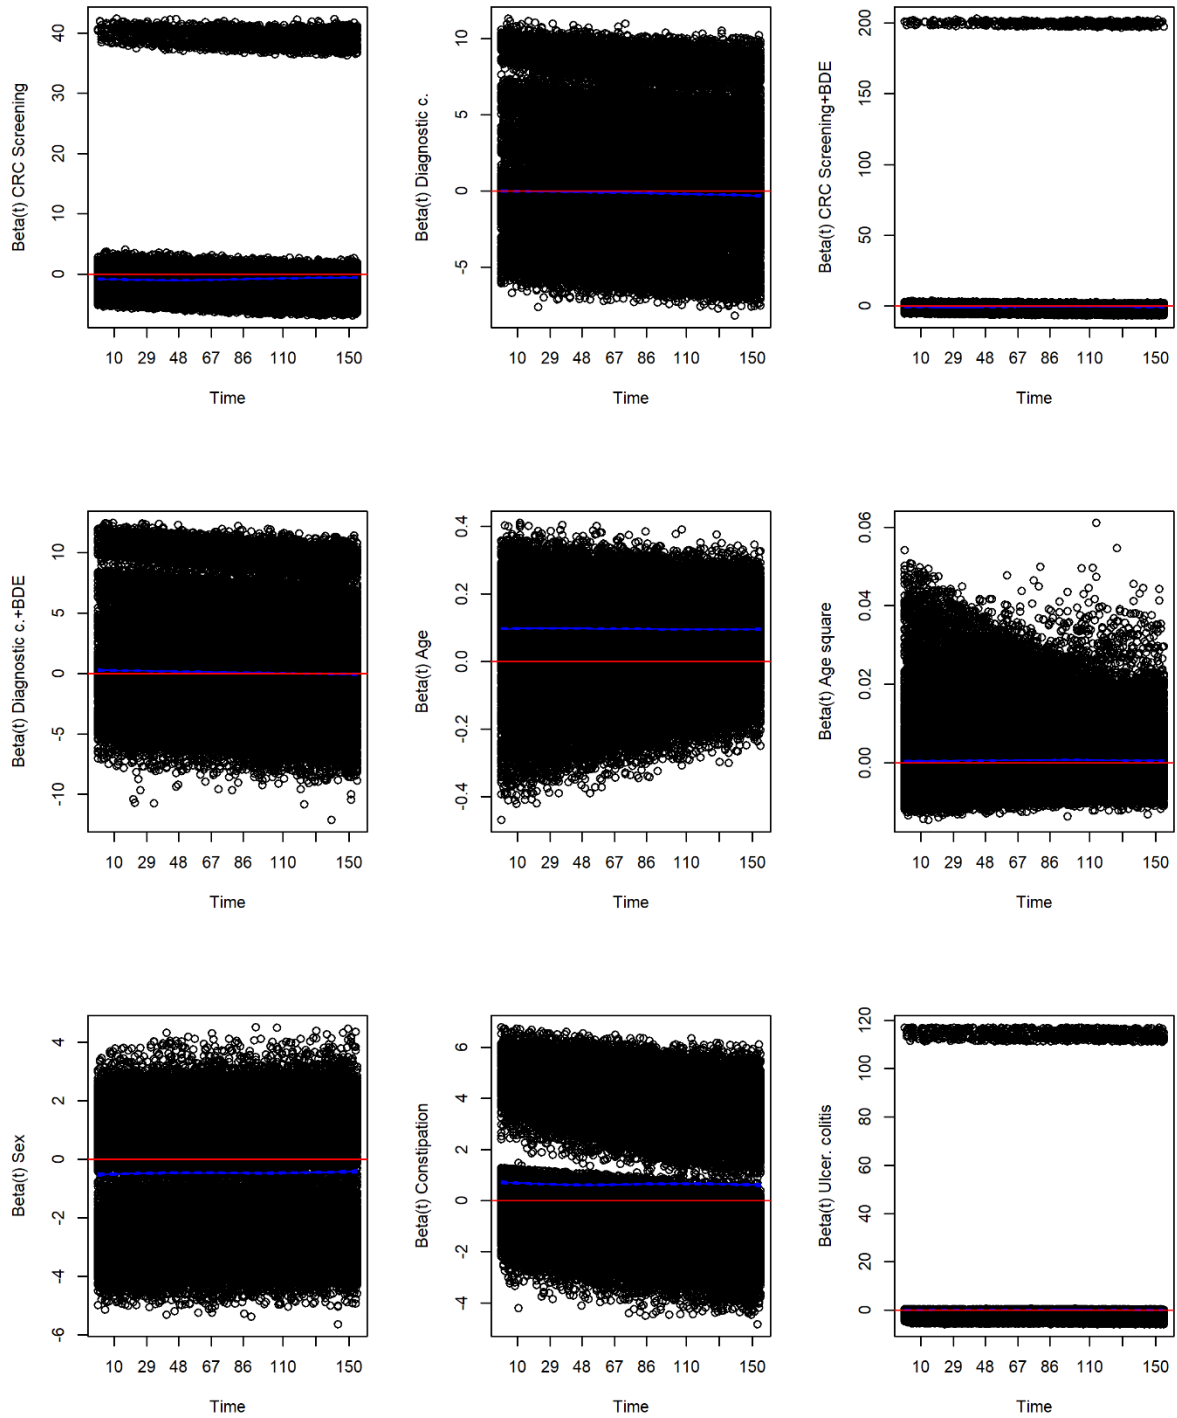 Beta(t) CRC Screening
0 10 20 30 40
10 29 48 67 86 110 150
Time
Beta(t) Diagnostic c.
-5 0 5 10
10 29 48 67 86 110 150
Time
Beta(t) CRC Screening+BDE
0 50 100 150 200
10 29 48 67 86 110 150
Time
Beta(t) Diagnostic c.+BDE
-10 -5 0 5 10
10 29 48 67 86 110 150
Time
Beta(t) Age
-0.4 -0.2 0.0 0.2 0.4
10 29 48 67 86 110 150
Time
Beta(t) Age square
0.00 0.02 0.04 0.06
10 29 48 67 86 110 150
Time
Beta(t) Sex
-6 -4 -2 0 2 4
10 29 48 67 86 110 150
Time
Beta(t) Constipation
-4 -2 0 2 4 6
10 29 48 67 86 110 150
Time
Beta(t) Ulcer. colitis
0 20 40 60 80 100 120
10 29 48 67 86 110 150
Time